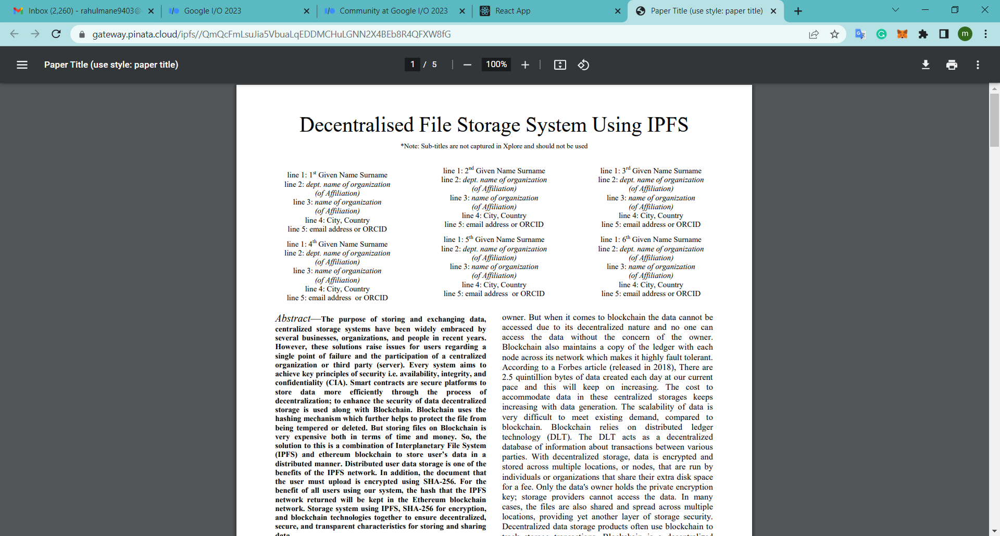 Inbox (2,260) - rahulmane9403@
Google I/O 2023
Community at Google I/O 2023
React App
Paper Title (use style: paper title)
gateway.pinata.cloud/ipfs//QmQcFmLsuJia5VbuaLqEDDMCHuLGNN2X4BEb8R4QFXW8fG
m
Paper Title (use style: paper title)
1 / 5
100%
Decentralised File Storage System Using IPFS
*Note: Sub-titles are not captured in Xplore and should not be used
line 1: 1st Given Name Surname
line 2: dept. name of organization
(of Affiliation)
line 3: name of organization
(of Affiliation)
line 4: City, Country
line 5: email address or ORCID
line 1: 2nd Given Name Surname
line 2: dept. name of organization
(of Affiliation)
line 3: name of organization
(of Affiliation)
line 4: City, Country
line 5: email address or ORCID
line 1: 3rd Given Name Surname
line 2: dept. name of organization
(of Affiliation)
line 3: name of organization
(of Affiliation)
line 4: City, Country
line 5: email address or ORCID
line 1: 4th Given Name Surname
line 2: dept. name of organization
(of Affiliation)
line 3: name of organization
(of Affiliation)
line 4: City, Country
line 5: email address or ORCID
line 1: 5th Given Name Surname
line 2: dept. name of organization
(of Affiliation)
line 3: name of organization
(of Affiliation)
line 4: City, Country
line 5: email address or ORCID
line 1: 6th Given Name Surname
line 2: dept. name of organization
(of Affiliation)
line 3: name of organization
(of Affiliation)
line 4: City, Country
line 5: email address or ORCID
Abstract—The purpose of storing and exchanging data,
centralized storage systems have been widely embraced by
several businesses, organizations, and people in recent years.
However, these solutions raise issues for users regarding a
single point of failure and the participation of a centralized
organization or third party (server). Every system aims to
achieve key principles of security i.e. availability, integrity, and
confidentiality (CIA). Smart contracts are secure platforms to
store data more efficiently through the process of
decentralization; to enhance the security of data decentralized
storage is used along with Blockchain. Blockchain uses the
hashing mechanism which further helps to protect the file from
being tempered or deleted. But storing files on Blockchain is
very expensive both in terms of time and money. So, the
solution to this is a combination of Interplanetary File System
(IPFS) and ethereum blockchain to store user’s data in a
distributed manner. Distributed user data storage is one of the
benefits of the IPFS network. In addition, the document that
the user must upload is encrypted using SHA-256. For the
benefit of all users using our system, the hash that the IPFS
network returned will be kept in the Ethereum blockchain
network. Storage system using IPFS, SHA-256 for encryption,
and blockchain technologies together to ensure decentralized,
secure, and transparent characteristics for storing and sharing
data
owner. But when it comes to blockchain the data cannot be
accessed due to its decentralized nature and no one can
access the data without the concern of the owner.
Blockchain also maintains a copy of the ledger with each
node across its network which makes it highly fault tolerant.
According to a Forbes article (released in 2018), There are
2.5 quintillion bytes of data created each day at our current
pace and this will keep on increasing. The cost to
accommodate data in these centralized storages keeps
increasing with data generation. The scalability of data is
very difficult to meet existing demand, compared to
blockchain. Blockchain relies on distributed ledger
technology (DLT). The DLT acts as a decentralized
database of information about transactions between various
parties. With decentralized storage, data is encrypted and
stored across multiple locations, or nodes, that are run by
individuals or organizations that share their extra disk space
for a fee. Only the data's owner holds the private encryption
key; storage providers cannot access the data. In many
cases, the files are also shared and spread across multiple
locations, providing yet another layer of storage security.
Decentralized data storage products often use blockchain to